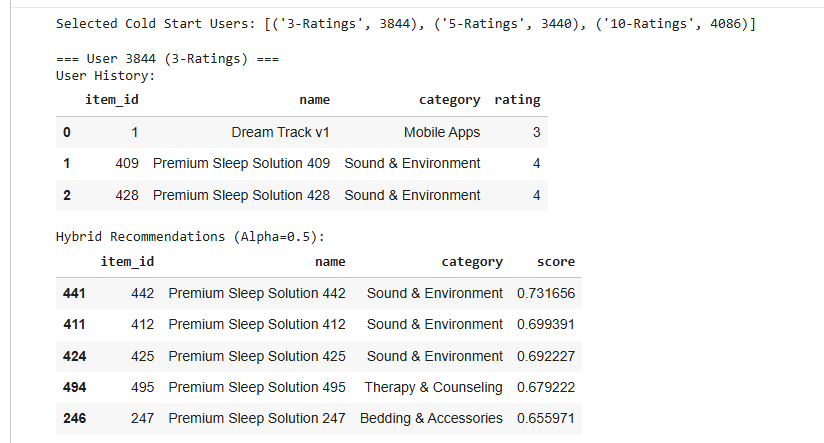 Selected Cold Start Users: [('3-Ratings', 3844), ('5-Ratings', 3440), ('10-Ratings', 4086)]
=== User 3844 (3-Ratings) ===
User History:
item_id name category rating
0 1 Dream Track v1 Mobile Apps 3
1 409 Premium Sleep Solution 409 Sound & Environment 4
2 428 Premium Sleep Solution 428 Sound & Environment 4
Hybrid Recommendations (Alpha=0.5):
item_id name category score
441 442 Premium Sleep Solution 442 Sound & Environment 0.731656
411 412 Premium Sleep Solution 412 Sound & Environment 0.699391
424 425 Premium Sleep Solution 425 Sound & Environment 0.692227
494 495 Premium Sleep Solution 495 Therapy & Counseling 0.679222
246 247 Premium Sleep Solution 247 Bedding & Accessories 0.655971